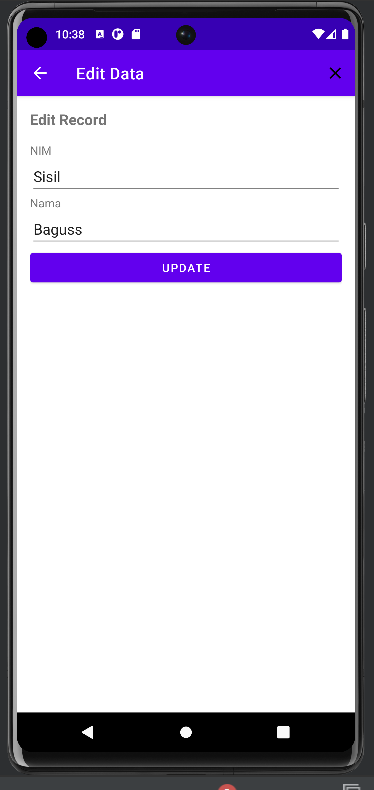 10:38
Edit Data
Edit Record
NIM
Sisil
Nama
Baguss
UPDATE